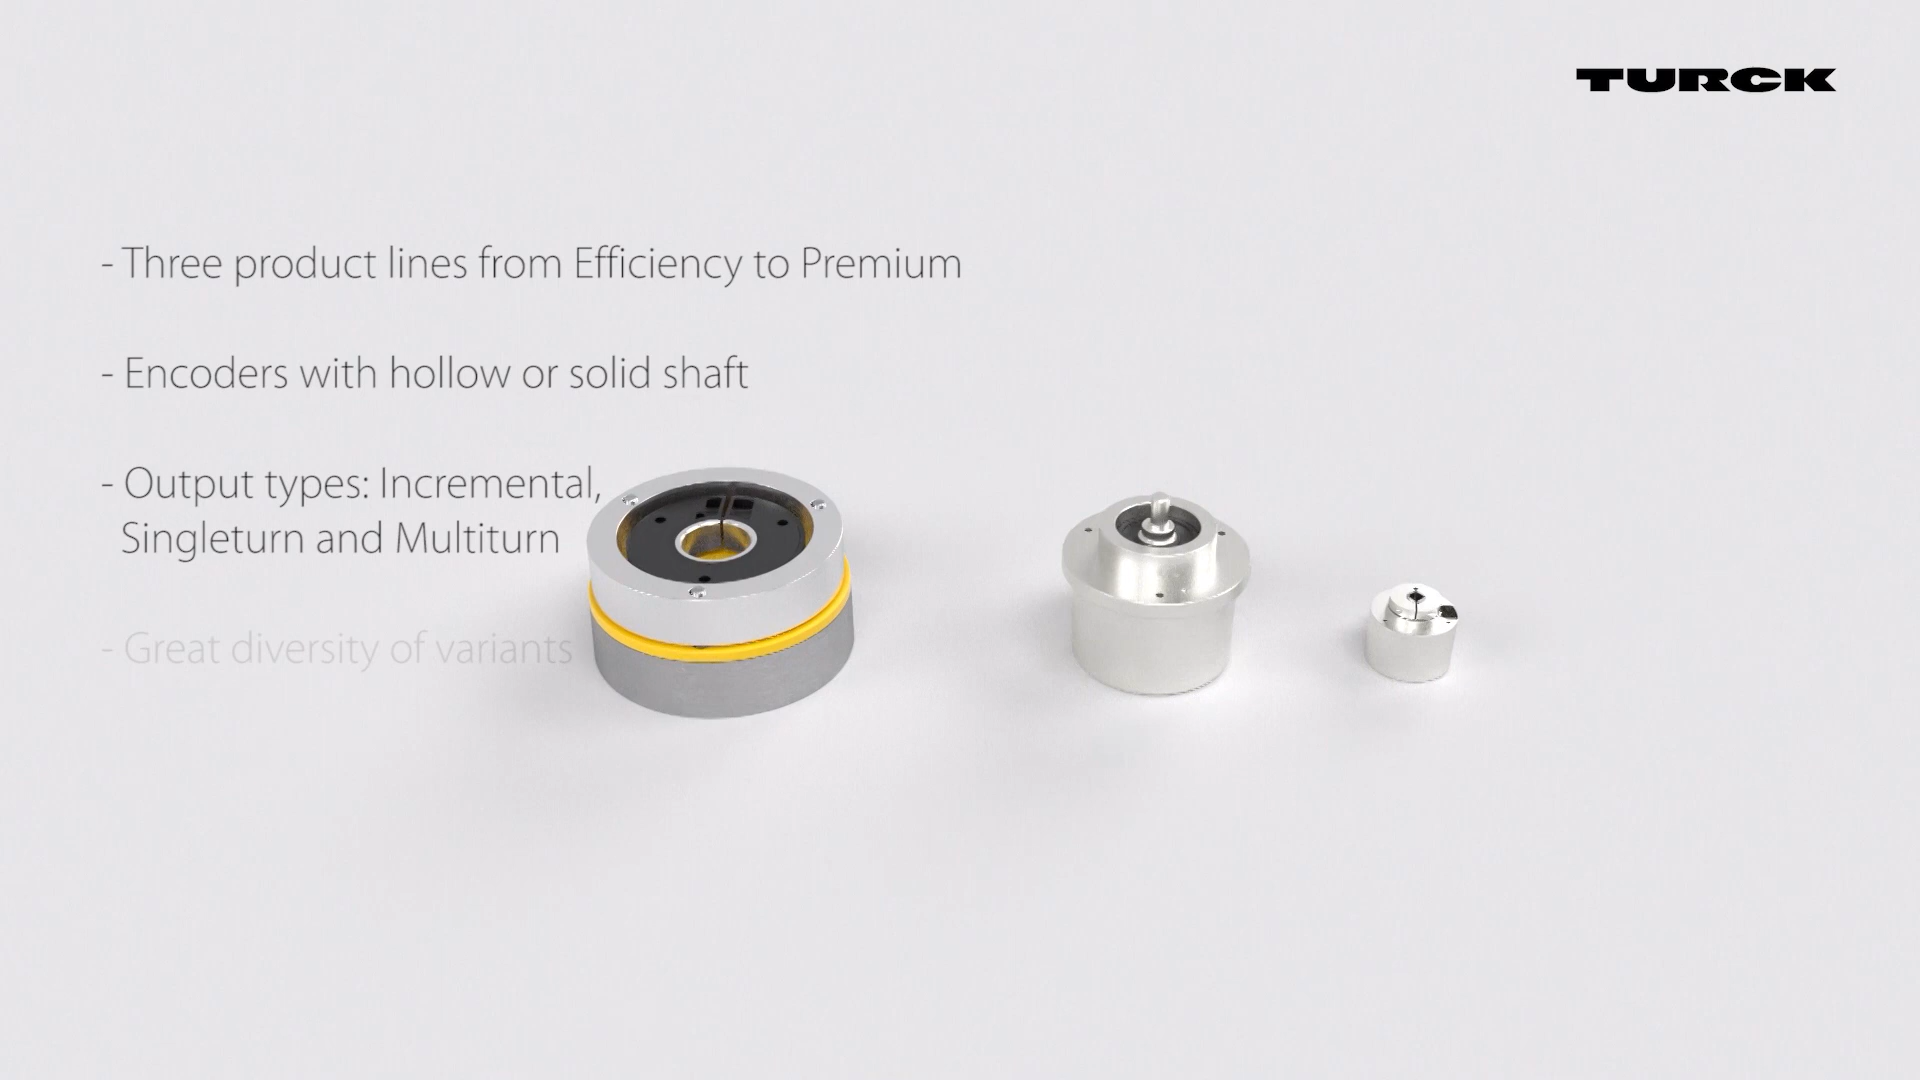 TURCK
- Three product lines from Efficiency to Premium
- Encoders with hollow or solid shaft
- Output types: Incremental,
Singleturn and Multiturn
- Great diversity of variants